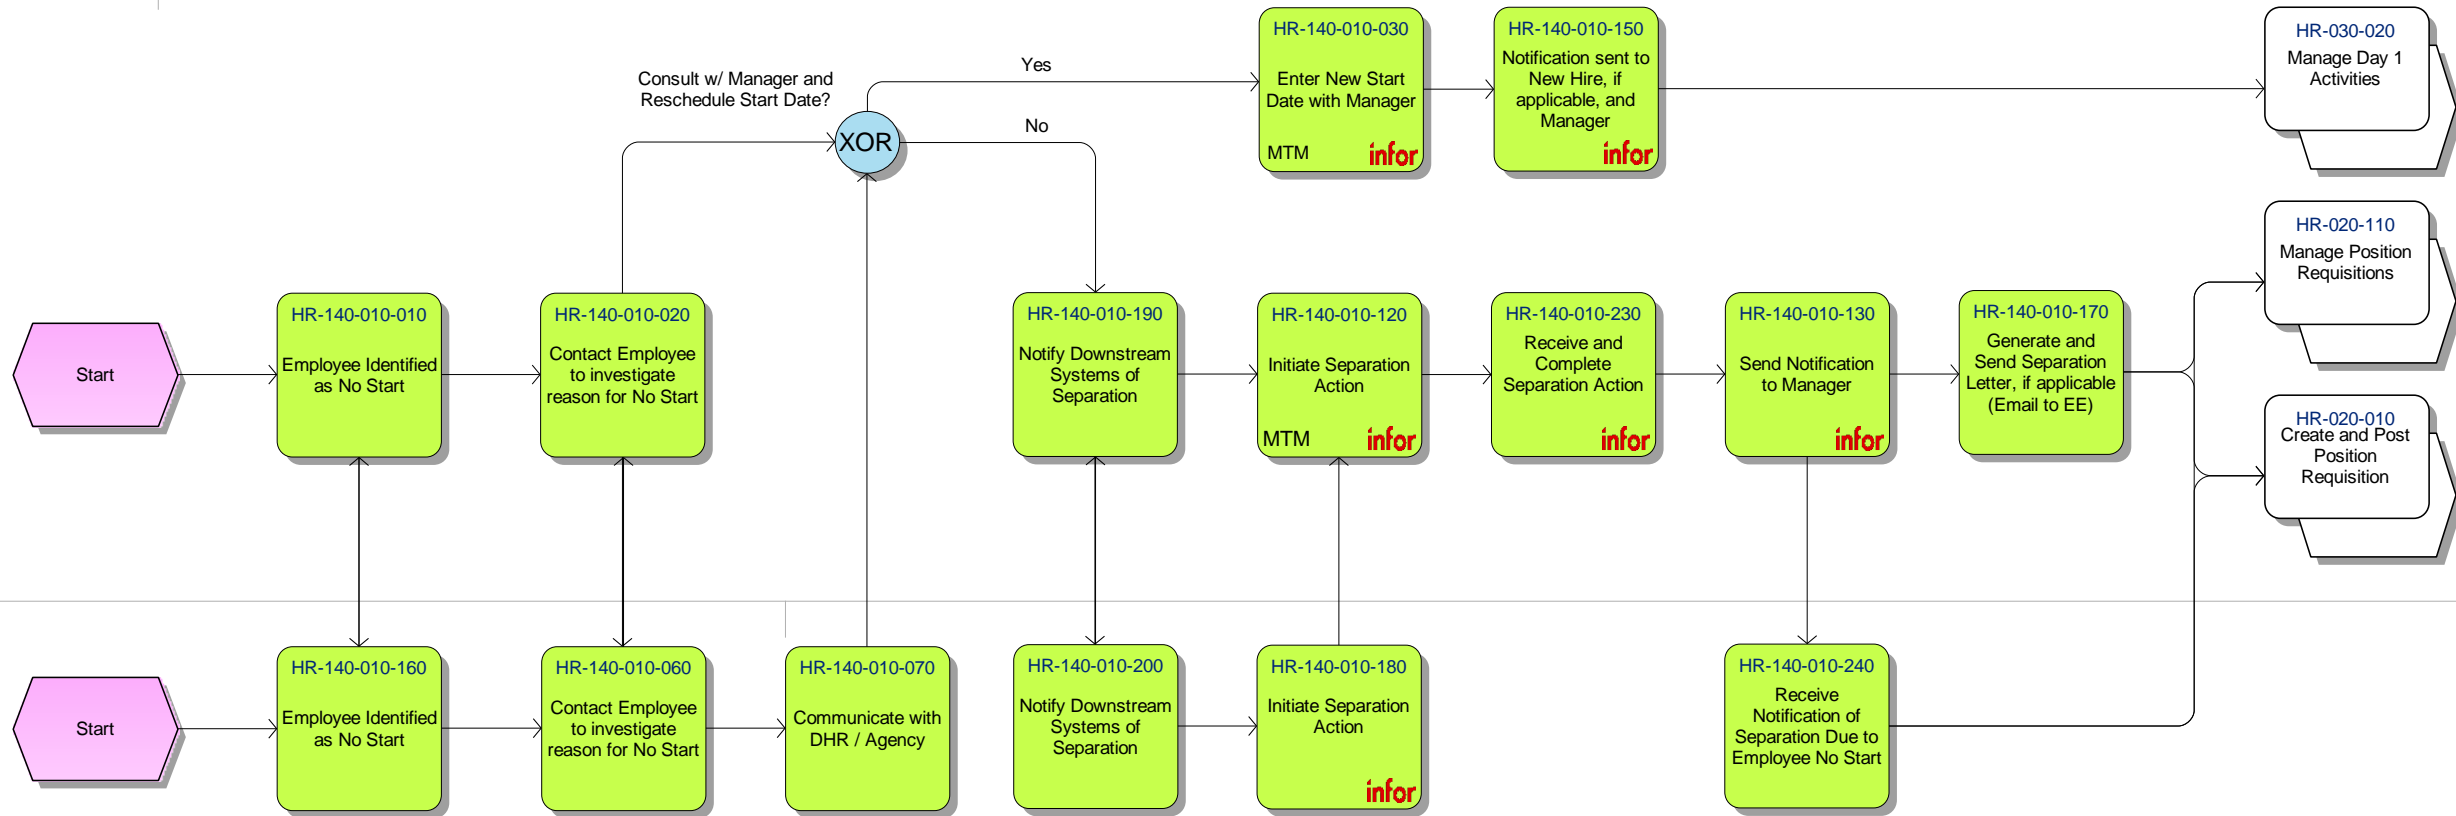 HR-140-010-030
Enter New Start
Date with Manager
MTM
infor
HR-140-010-150
Notification sent to
New Hire, if
applicable, and
Manager
infor
HR-030-020
Manage Day 1
Activities
Consult w/ Manager and
Reschedule Start Date?
Yes
No
XOR
HR-020-110
Manage Position
Requisitions
Start
HR-140-010-010
Employee Identified
as No Start
HR-140-010-020
Contact Employee
to investigate
reason for No Start
HR-140-010-190
Notify Downstream
Systems of
Separation
HR-140-010-120
Initiate Separation
Action
MTM
infor
HR-140-010-230
Receive and
Complete
Separation Action
infor
HR-140-010-130
Send Notification
to Manager
infor
HR-140-010-170
Generate and
Send Separation
Letter, if applicable
(Email to EE)
HR-020-010
Create and Post
Position
Requisition
Start
HR-140-010-160
Employee Identified
as No Start
HR-140-010-060
Contact Employee
to investigate
reason for No Start
HR-140-010-070
Communicate with
DHR / Agency
HR-140-010-200
Notify Downstream
Systems of
Separation
HR-140-010-180
Initiate Separation
Action
infor
HR-140-010-240
Receive
Notification of
Separation Due to
Employee No Start